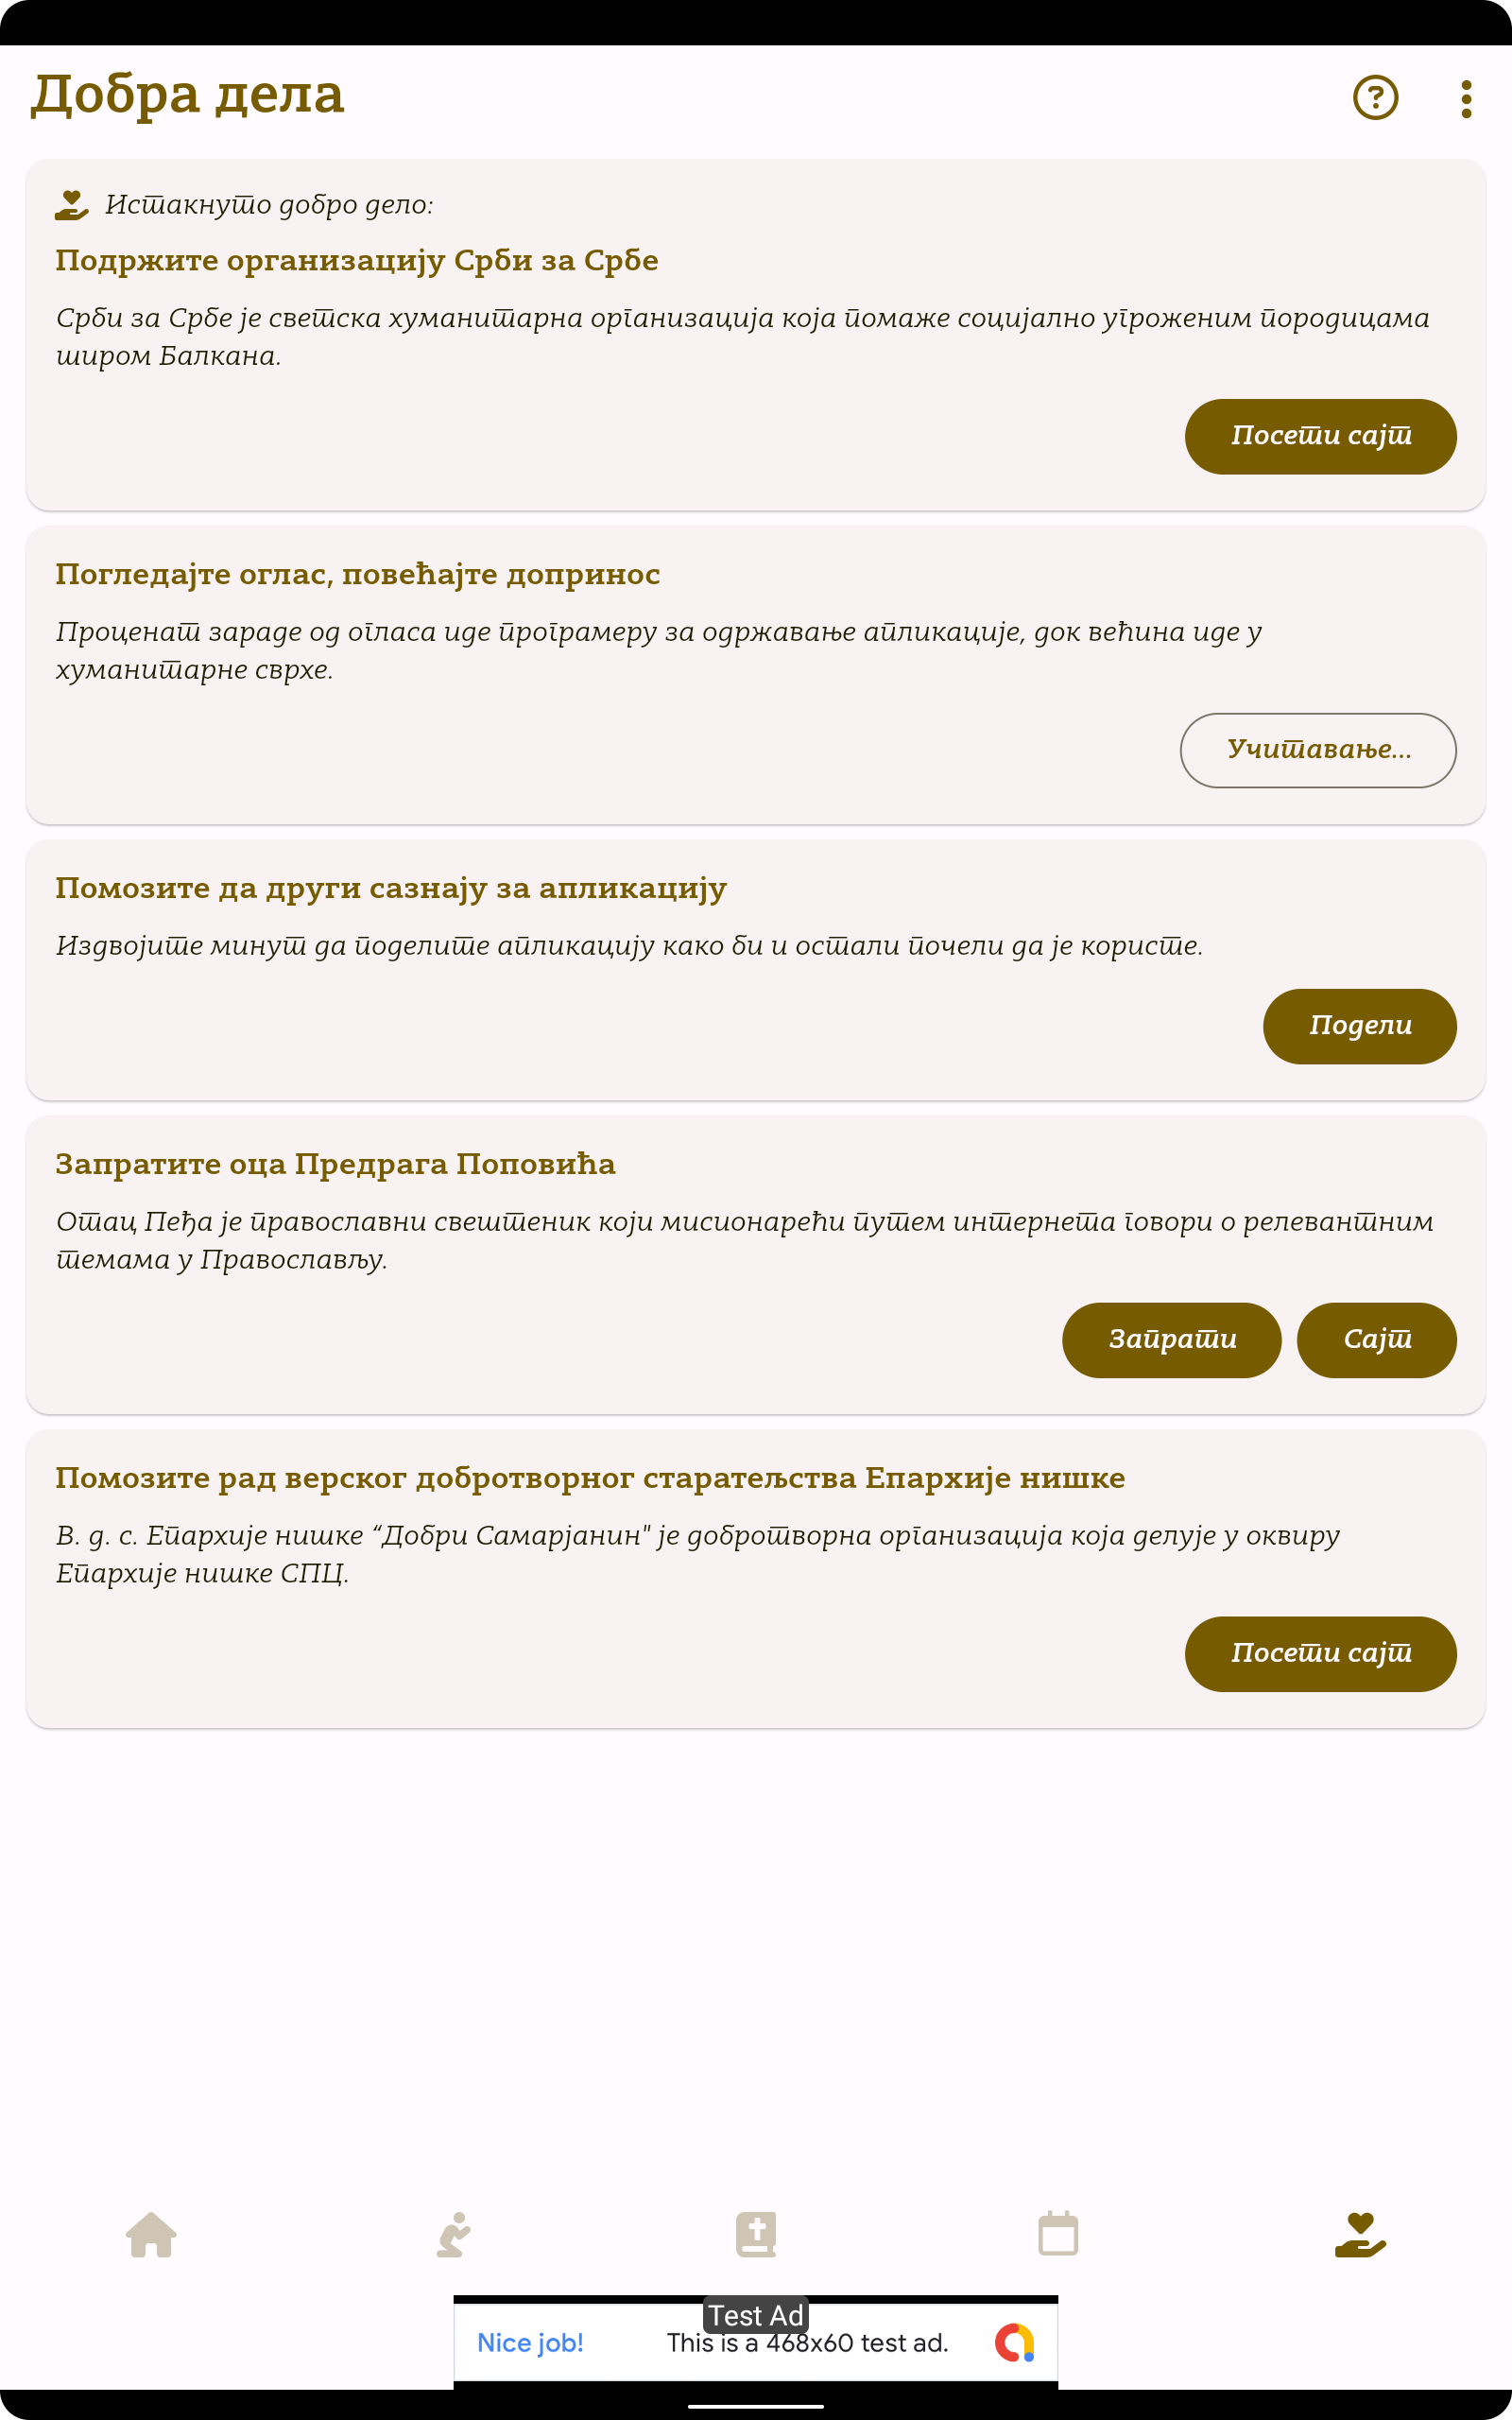 Добра дела
Истакнуто добро дело:
Подржите организацију Срби за Србе
Срби за Србе је светска хуманитарна организација која помаже социјално угроженим породицама
широм Балкана.
Посети сајт
Погледајте оглас, повећајте допринос
Проценат зараде од огласа иде програмеру за одржавање апликације, док већина иде у
хуманитарне сврхе.
Учитавање...
Помозите да други сазнају за апликацију
Издвојите минут да поделите апликацију како би и остали почели да је користе.
Подели
Запратите оца Предрага Поповића
Отац Пеђа је православни свештеник који мисионарећи путем интернета говори о релевантним
темама у Православљу.
Запрати Сајт
Помозите рад верског добротворног старатељства Епархије нишке
В. д. с. Епархије нишке “Добри Самарјанин" је добротворна организација која делује у оквиру
Епархије нишке СПЦ.
Посети сајт
Test Ad
Nice job! This is a 468x60 test ad.